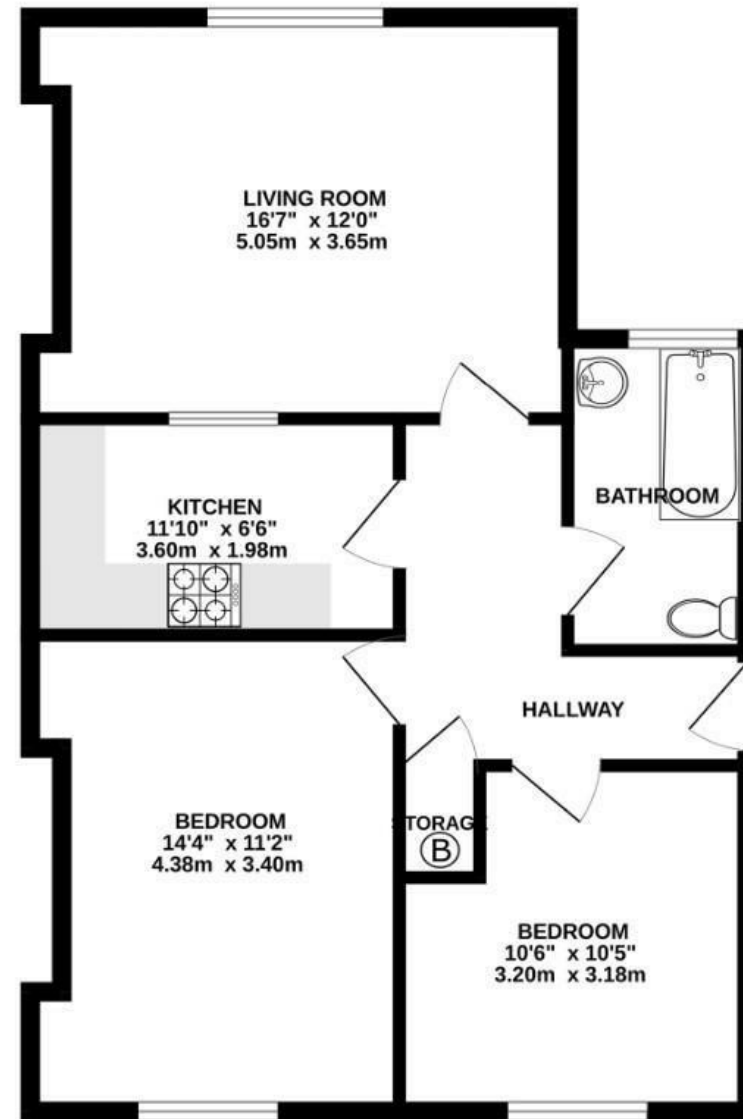 LIVING ROOM
16'7" x 12'0"
5.05m x 3.65m
KITCHEN
11'10" x 6'6"
3.60m x 1.98m
BATHROOM
HALLWAY
BEDROOM
14'4" x 11'2"
4.38m x 3.40m
STORAGE
B
BEDROOM
10'6" x 10'5"
3.20m x 3.18m